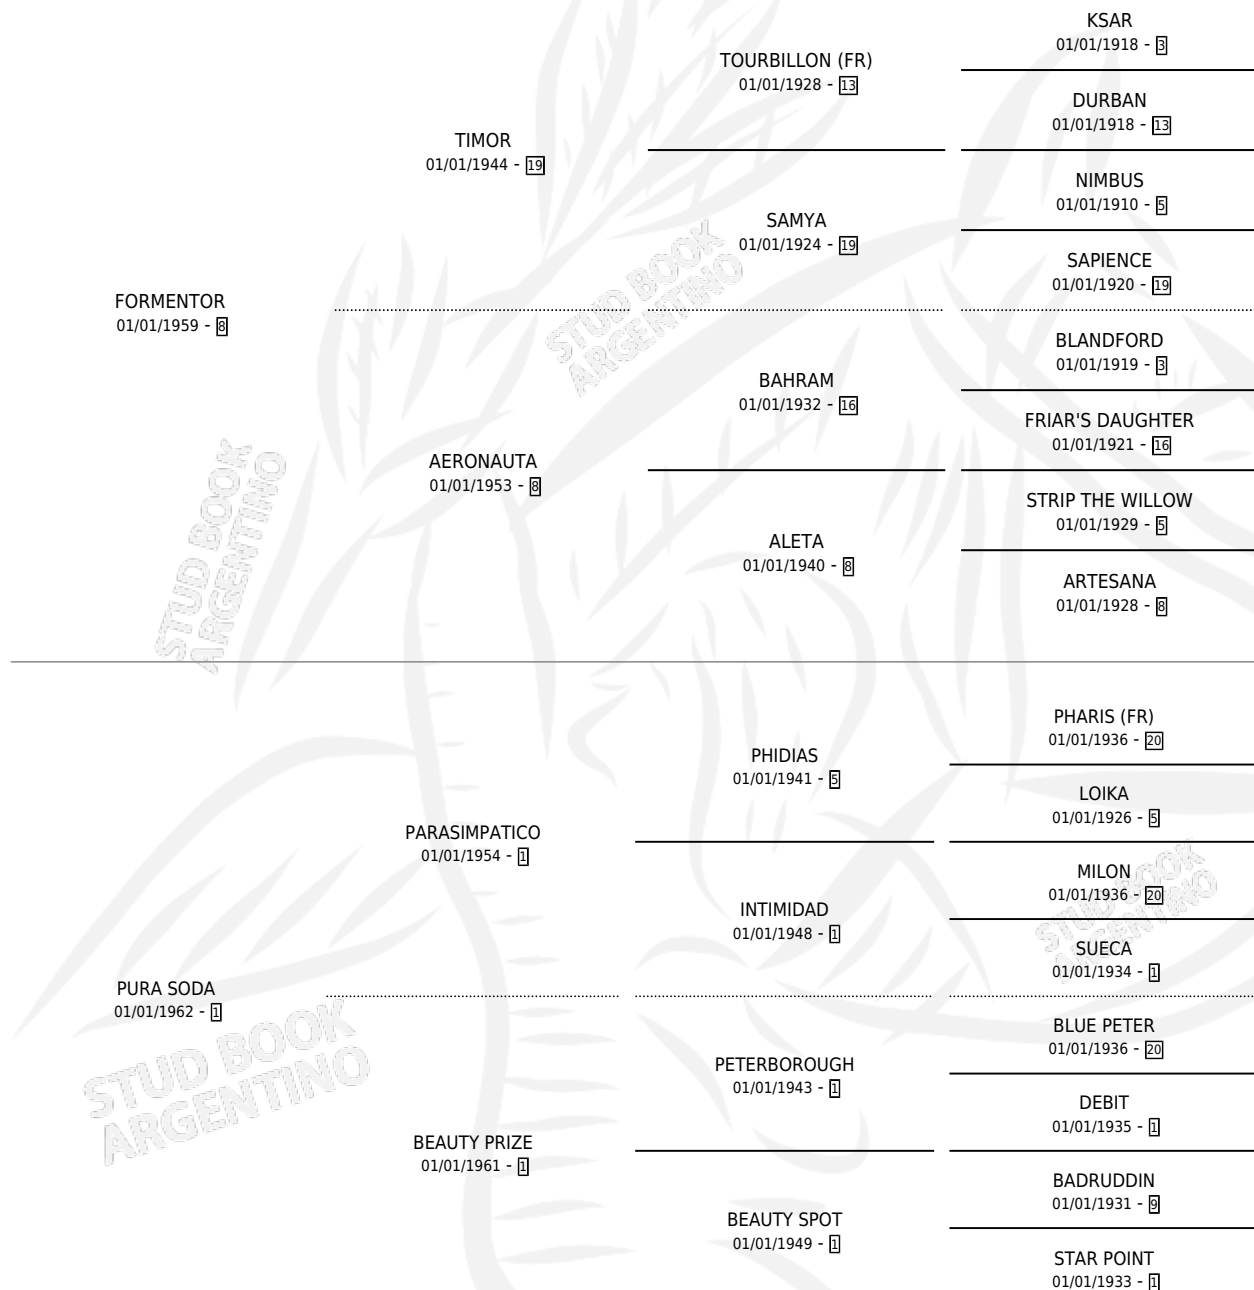 KSAR
01/01/1918 - 3
TOURBILLON (FR)
01/01/1928 - 13
DURBAN
01/01/1918 - 13
TIMOR
01/01/1944 - 19
NIMBUS
01/01/1910 - 5
SAMYA
01/01/1924 - 19
SAPIENCE
01/01/1920 - 19
FORMENTOR
01/01/1959 - 8
BLANDFORD
01/01/1919 - 3
BAHRAM
01/01/1932 - 16
FRIAR'S DAUGHTER
01/01/1921 - 16
AERONAUTA
01/01/1953 - 8
STRIP THE WILLOW
01/01/1929 - 5
ALETA
01/01/1940 - 8
ARTESANA
01/01/1928 - 8
PHARIS (FR)
01/01/1936 - 20
PHIDIAS
01/01/1941 - 5
LOIKA
01/01/1926 - 5
PARASIMPATICO
01/01/1954 - 1
MILON
01/01/1936 - 20
INTIMIDAD
01/01/1948 - 1
SUECA
01/01/1934 - 1
PURA SODA
01/01/1962 - 1
BLUE PETER
01/01/1936 - 20
PETERBOROUGH
01/01/1943 - 1
DEBIT
01/01/1935 - 1
BEAUTY PRIZE
01/01/1961 - 1
BADRUDDIN
01/01/1931 - 9
BEAUTY SPOT
01/01/1949 - 1
STAR POINT
01/01/1933 - 1
STUD BOOK
ARGENTINO
STUD BOOK
ARGENTINO
STUD BOOK
ARGENTINO
STUD BOOK
ARGENTINO